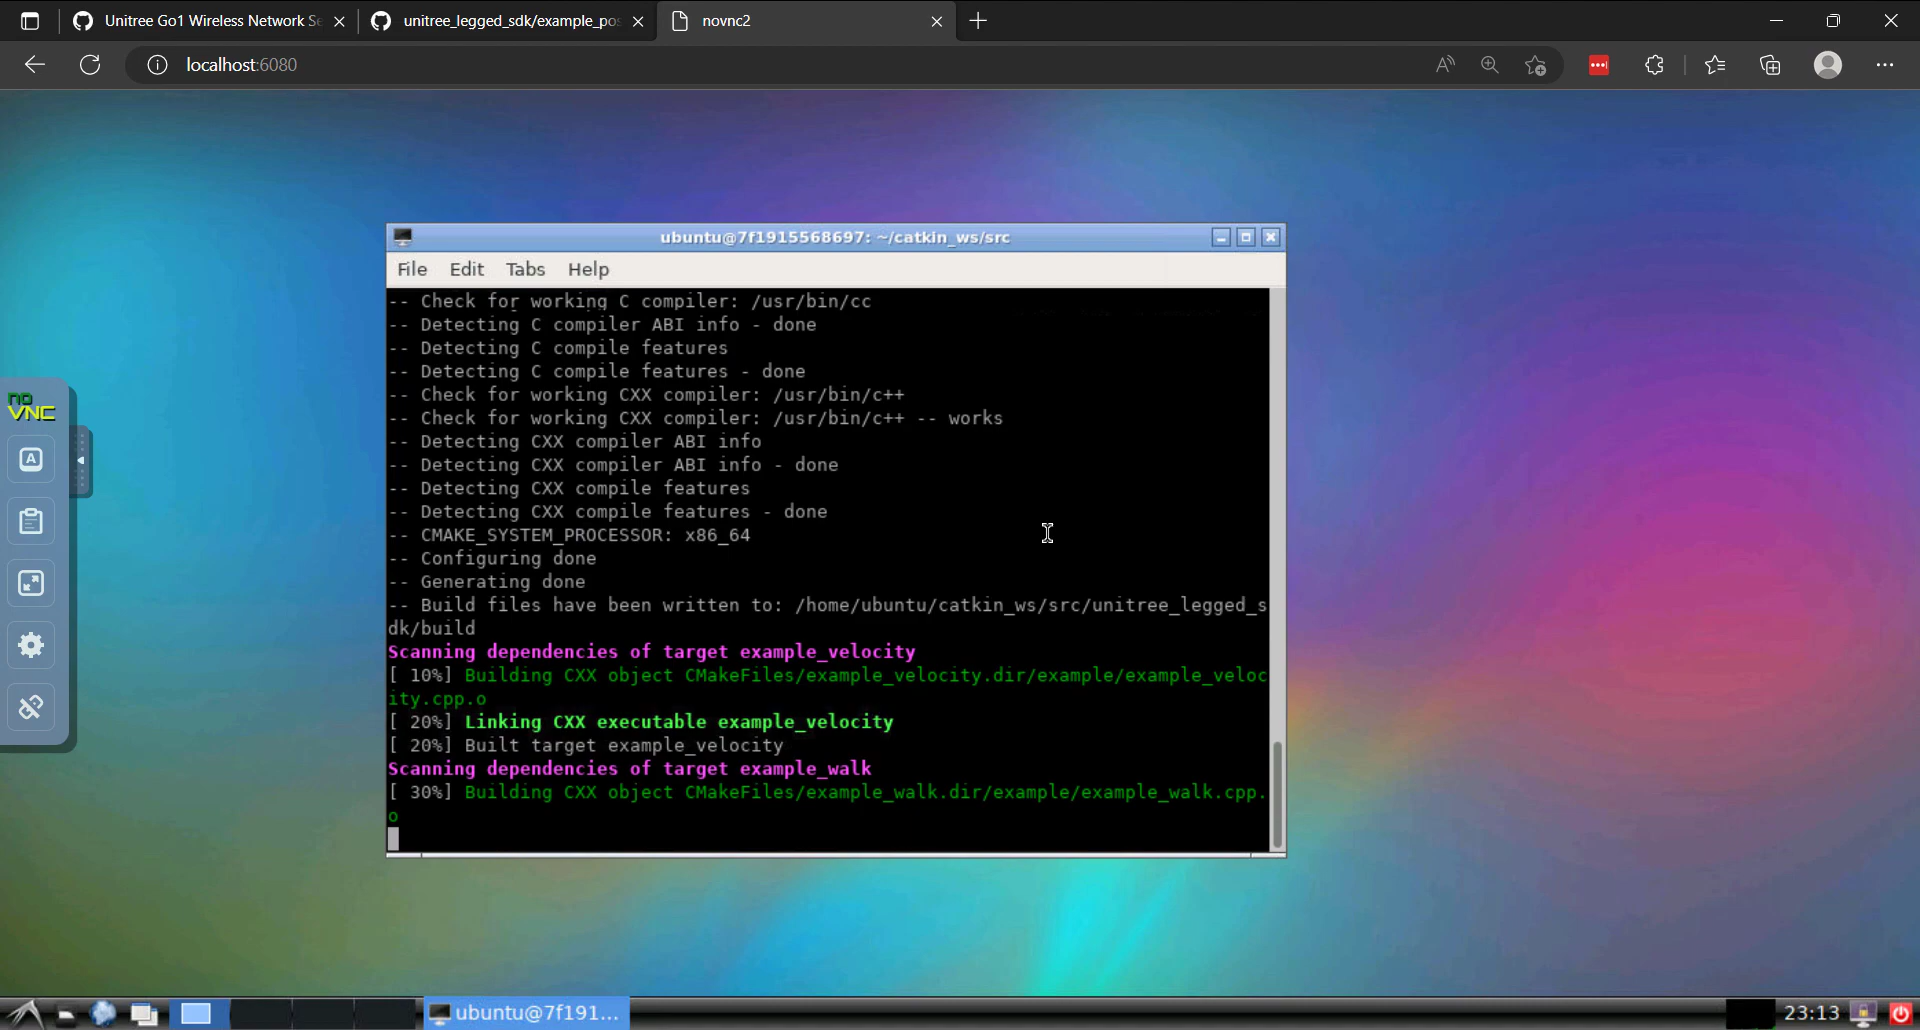 Unitree Go1 Wireless Network Se
unitree_legged_sdk/example_pos
novnc2
localhost:6080
ubuntu@7f1915568697: ~/catkin_ws/src
File Edit Tabs Help
-- Check for working C compiler: /usr/bin/cc
-- Detecting C compiler ABI info - done
-- Detecting C compile features
-- Detecting C compile features - done
-- Check for working CXX compiler: /usr/bin/c++
-- Check for working CXX compiler: /usr/bin/c++ -- works
-- Detecting CXX compiler ABI info
-- Detecting CXX compiler ABI info - done
-- Detecting CXX compile features
-- Detecting CXX compile features - done
-- CMAKE_SYSTEM_PROCESSOR: x86_64
-- Configuring done
-- Generating done
-- Build files have been written to: /home/ubuntu/catkin_ws/src/unitree_legged_s
dk/build
Scanning dependencies of target example_velocity
[ 10%] Building CXX object CMakeFiles/example_velocity.dir/example/example_veloc
ity.cpp.o
[ 20%] Linking CXX executable example_velocity
[ 20%] Built target example_velocity
Scanning dependencies of target example_walk
[ 30%] Building CXX object CMakeFiles/example_walk.dir/example/example_walk.cpp.
o
no
VNC
A
ubuntu@7f191...
23:13